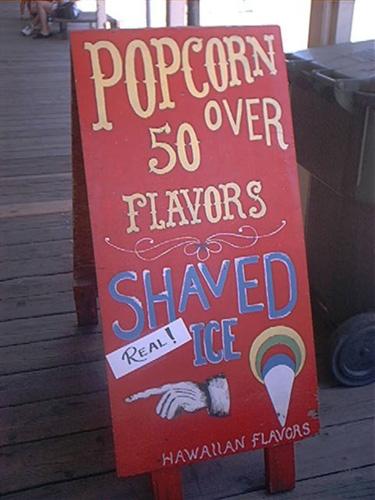 POPCORN
OVER
50
FLAVORS
SHAVED
REAL! ICE
HAWAIIAN FLAVORS